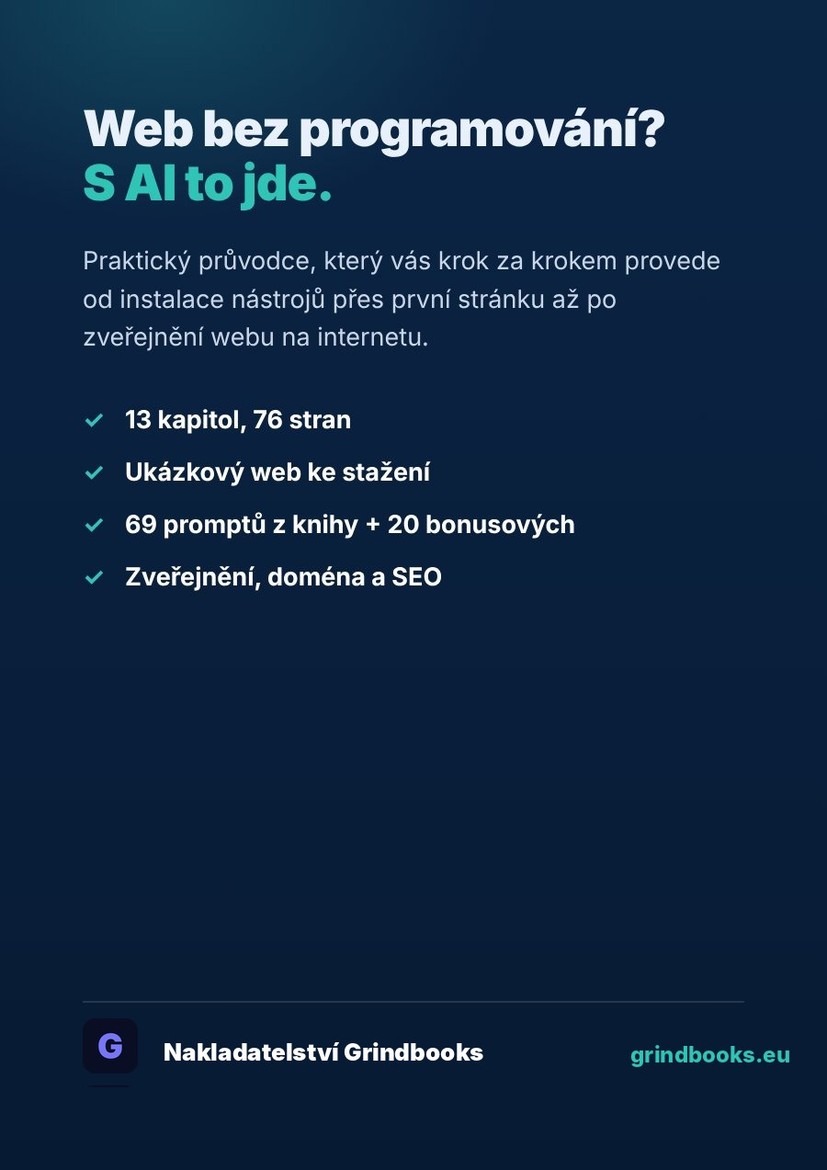 Web bez programování?
S AI to jde.
Praktický průvodce, který vás krok za krokem provede
od instalace nástrojů přes první stránku až po
zveřejnění webu na internetu.
✓ 13 kapitol, 76 stran
✓ Ukázkový web ke stažení
✓ 69 promptů z knihy + 20 bonusových
✓ Zveřejnění, doména a SEO
G Nakladatelství Grindbooks grindbooks.eu